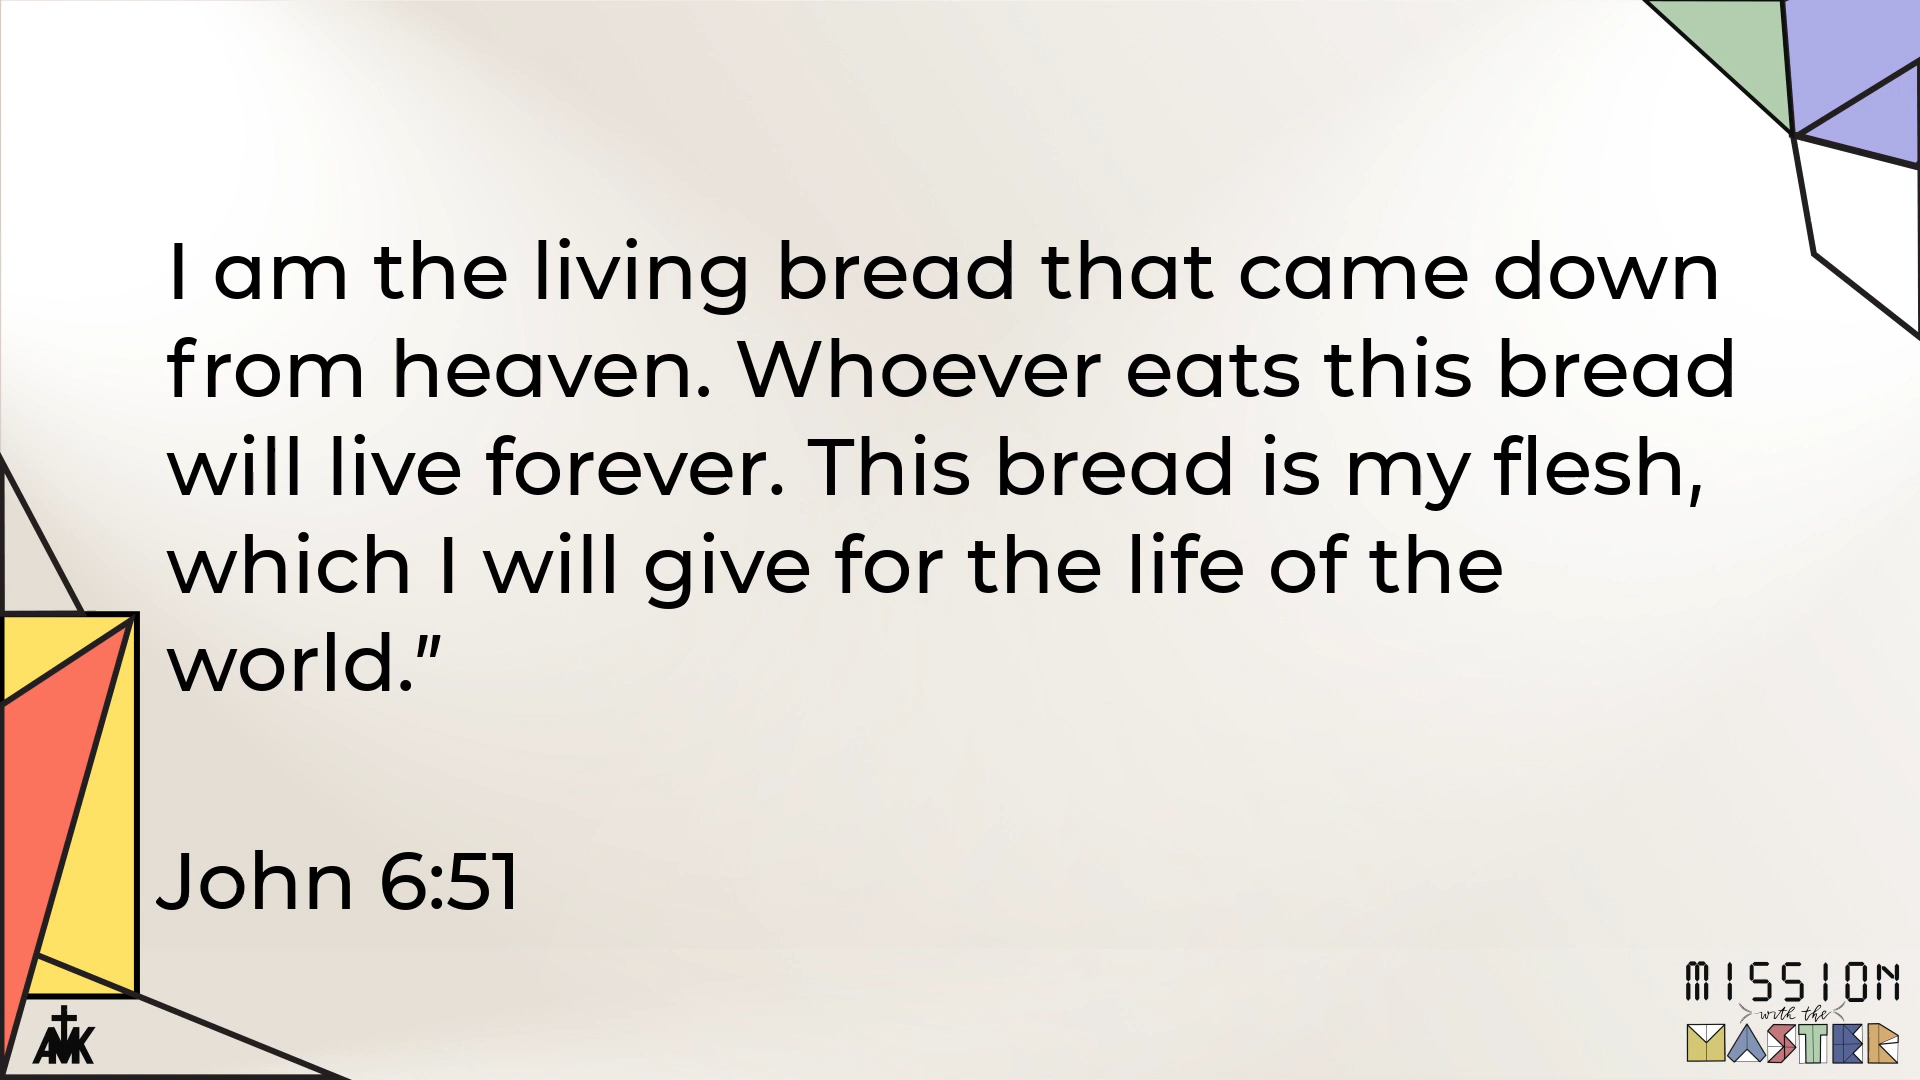 I am the living bread that came down
from heaven. Whoever eats this bread
will live forever. This bread is my flesh,
which I will give for the life of the
world.”
John 6:51
AMK
MISSION
with the
MASTER